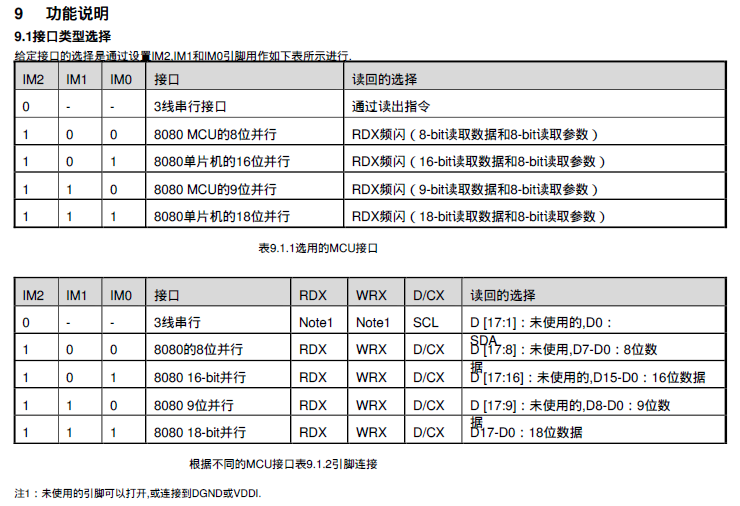 9 功能说明
9.1接口类型选择
给定接口的选择是通过设置IM2,IM1和IM0引脚用作如下表所示进行.
IM2 IM1 IM0 接口 读回的选择
0 - - 3线串行接口 通过读出指令
1 0 0 8080 MCU的8位并行 RDX频闪（8-bit读取数据和8-bit读取参数）
1 0 1 8080单片机的16位并行 RDX频闪（16-bit读取数据和8-bit读取参数）
1 1 0 8080 MCU的9位并行 RDX频闪（9-bit读取数据和8-bit读取参数）
1 1 1 8080单片机的18位并行 RDX频闪（18-bit读取数据和8-bit读取参数）
表9.1.1选用的MCU接口
IM2 IM1 IM0 接口 RDX WRX D/CX 读回的选择
0 - - 3线串行 Note1 Note1 SCL D [17:1]：未使用的,D0：
SDA
1 0 0 8080的8位并行 RDX WRX D/CX D [17:8]：未使用,D7-D0：8位数
据
1 0 1 8080 16-bit并行 RDX WRX D/CX D [17:16]：未使用的,D15-D0：16位数据
1 1 0 8080 9位并行 RDX WRX D/CX D [17:9]：未使用的,D8-D0：9位数
据
1 1 1 8080 18-bit并行 RDX WRX D/CX D17-D0：18位数据
根据不同的MCU接口表9.1.2引脚连接
注1：未使用的引脚可以打开,或连接到DGND或VDDI.